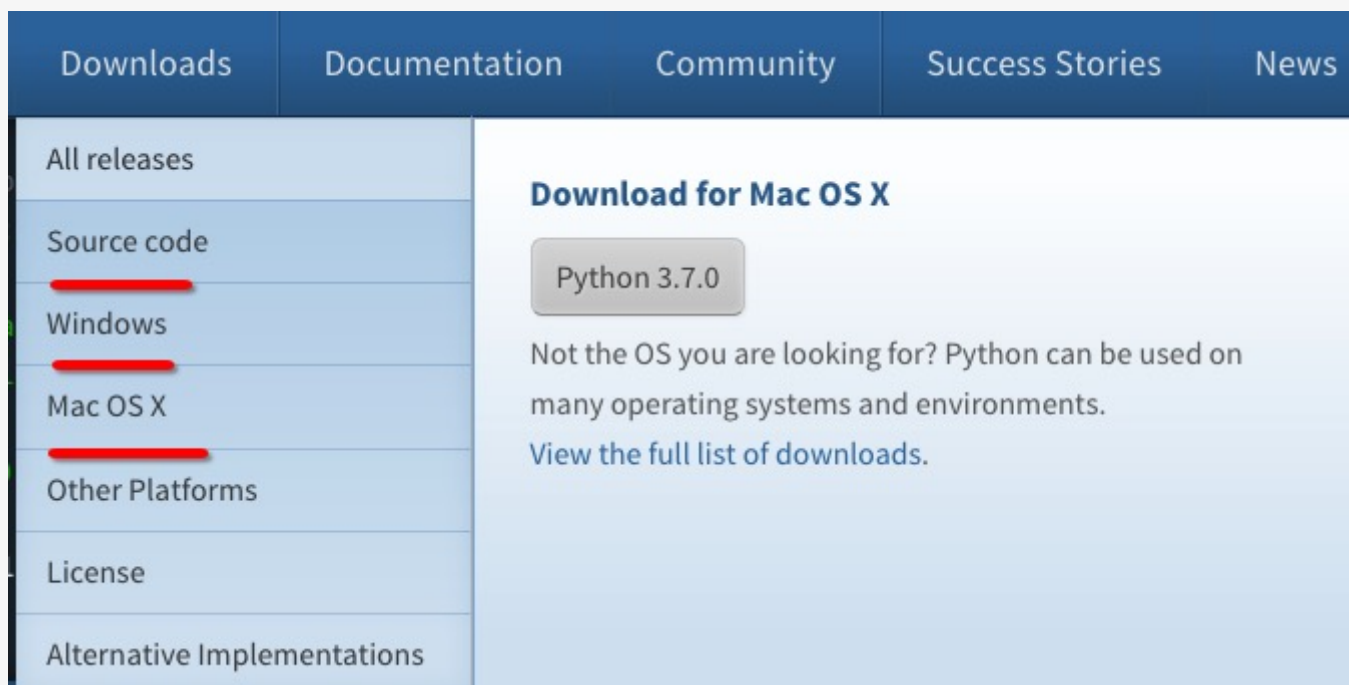 Downloads Documentation Community Success Stories News
All releases
Source code
Windows
Mac OS X
Other Platforms
License
Alternative Implementations
Download for Mac OS X
Python 3.7.0
Not the OS you are looking for? Python can be used on
many operating systems and environments.
View the full list of downloads.